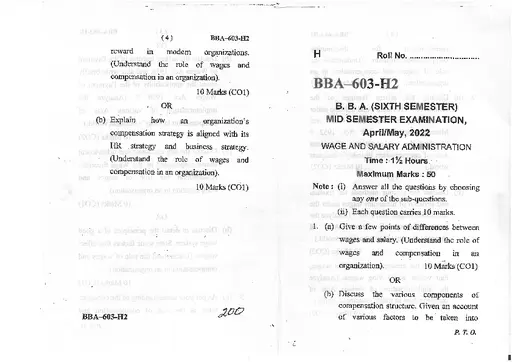 ( 4 ) BBA–603-H2
reward in modern organizations.
(Understand the role of wages and
compensation in an organization).
10 Marks (CO1)
OR
(b) Explain how an organization's
compensation strategy is aligned with its
HR strategy and business strategy.
(Understand the role of wages and
compensation in an organization).
10 Marks (CO1)
BBA–603-H2 200
H Roll No. ..............................
BBA–603-H2
B. B. A. (SIXTH SEMESTER)
MID SEMESTER EXAMINATION,
April/May, 2022
WAGE AND SALARY ADMINISTRATION
Time : 1½ Hours
Maximum Marks : 50
Note : (i) Answer all the questions by choosing
any one of the sub-questions.
(ii) Each question carries 10 marks.
1. (a) Give a few points of differences between
wages and salary. (Understand the role of
wages and compensation in an
organization). 10 Marks (CO1)
OR
(b) Discuss the various components of
compensation structure. Given an account
of various factors to be taken into
P. T. O.